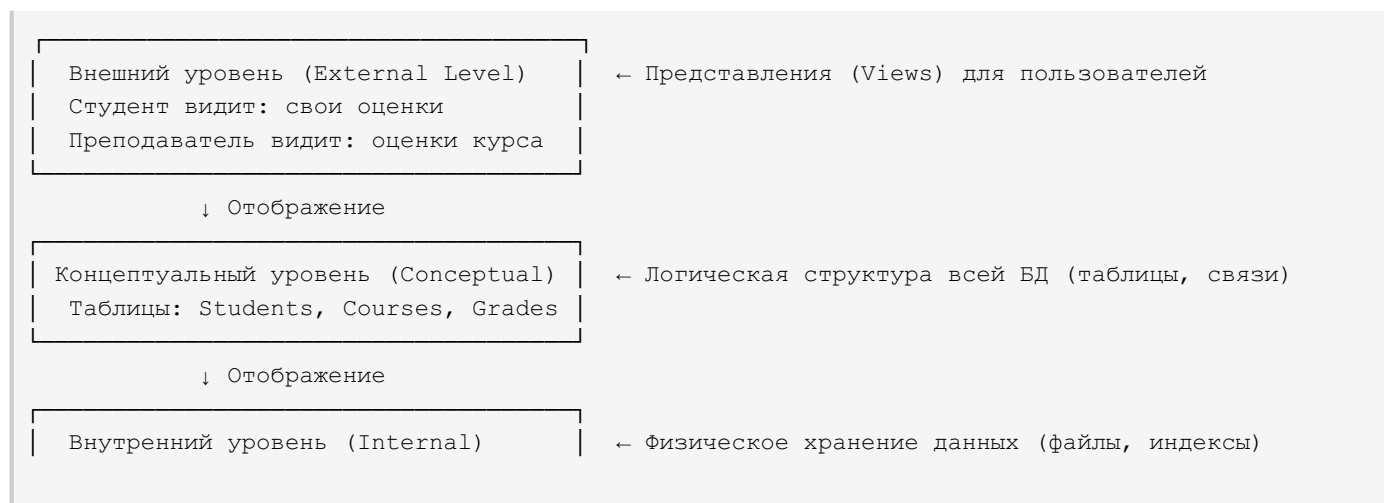 Внешний уровень (External Level) ← Представления (Views) для пользователей
Студент видит: свои оценки
Преподаватель видит: оценки курса
↓ Отображение
Концептуальный уровень (Conceptual) ← Логическая структура всей БД (таблицы, связи)
Таблицы: Students, Courses, Grades
↓ Отображение
Внутренний уровень (Internal) ← Физическое хранение данных (файлы, индексы)